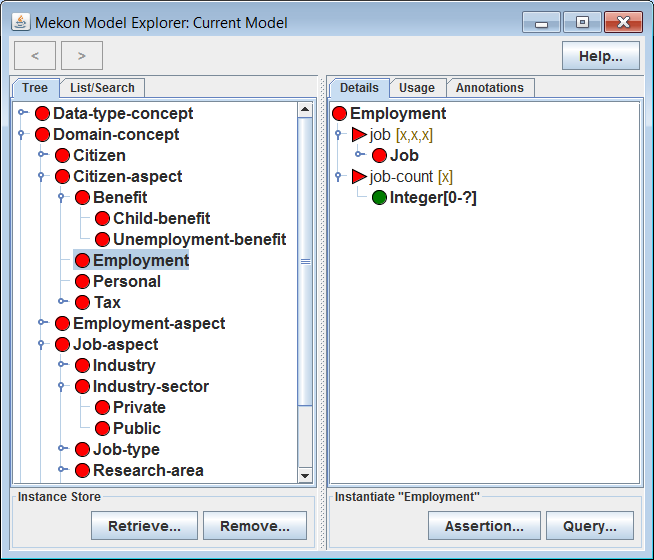 Mekon Model Explorer: Current Model
< > Help...
Tree List/Search
Data-type-concept
Domain-concept
Citizen
Citizen-aspect
Benefit
Child-benefit
Unemployment-benefit
Employment
Personal
Tax
Employment-aspect
Job-aspect
Industry
Industry-sector
Private
Public
Job-type
Research-area
Instance Store
Retrieve... Remove...
Details Usage Annotations
Employment
job [x,x,x]
Job
job-count [x]
Integer[0-?]
Instantiate "Employment"
Assertion... Query...